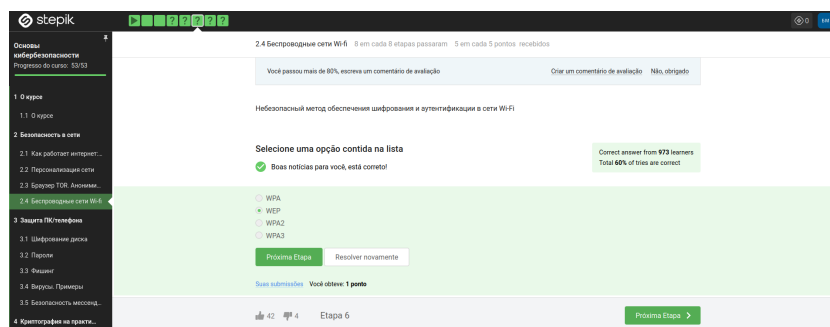 stepik
? ? ? ? ?
0
EM
Основы
кибербезопасности
Progresso do curso: 53/53
1 О курсе
1.1 О курсе
2 Безопасность в сети
2.1 Как работает интернет:...
2.2 Персонализация сети
2.3 Браузер TOR. Аноними...
2.4 Беспроводные сети Wi-fi
3 Защита ПК/телефона
3.1 Шифрование диска
3.2 Пароли
3.3 Фишинг
3.4 Вирусы. Примеры
3.5 Безопасность мессенд...
4 Криптография на практи...
2.4 Беспроводные сети Wi-fi 8 em cada 8 etapas passaram 5 em cada 5 pontos recebidos
Você passou mais de 80%, escreva um comentário de avaliação Criar um comentário de avaliação Não, obrigado
Небезопасный метод обеспечения шифрования и аутентификации в сети Wi-Fi
Selecione uma opção contida na lista
Boas notícias para você, está correto!
Correct answer from 973 learners
Total 60% of tries are correct
WPA
WEP
WPA2
WPA3
Próxima Etapa Resolver novamente
Suas submissões Você obteve: 1 ponto
42 4 Etapa 6 Próxima Etapa